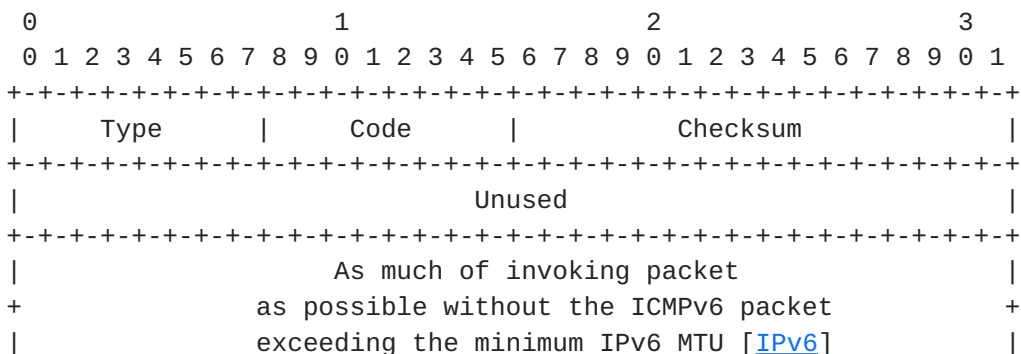 0                   1                   2                   3
 0 1 2 3 4 5 6 7 8 9 0 1 2 3 4 5 6 7 8 9 0 1 2 3 4 5 6 7 8 9 0 1
+-+-+-+-+-+-+-+-+-+-+-+-+-+-+-+-+-+-+-+-+-+-+-+-+-+-+-+-+-+-+-+-+
|     Type      |     Code      |          Checksum             |
+-+-+-+-+-+-+-+-+-+-+-+-+-+-+-+-+-+-+-+-+-+-+-+-+-+-+-+-+-+-+-+-+
|                             Unused                            |
+-+-+-+-+-+-+-+-+-+-+-+-+-+-+-+-+-+-+-+-+-+-+-+-+-+-+-+-+-+-+-+-+
|                    As much of invoking packet                 |
+               as possible without the ICMPv6 packet           +
|               exceeding the minimum IPv6 MTU [IPv6]           |